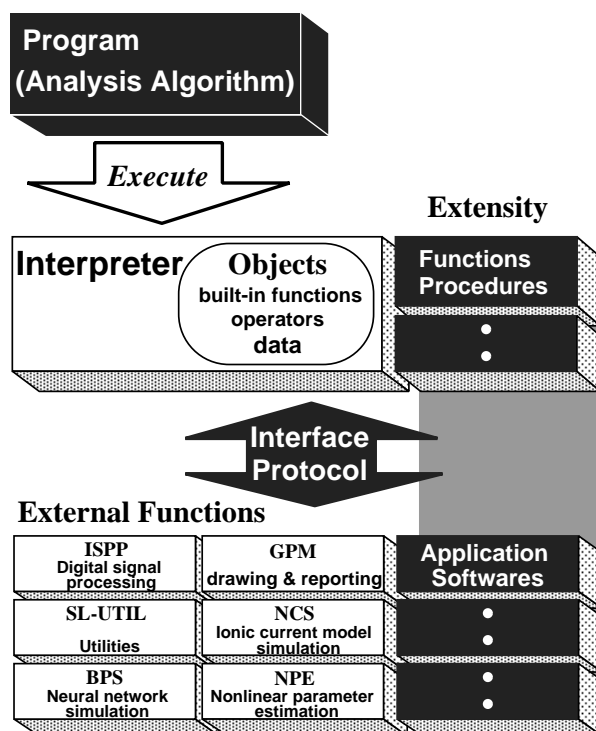 Program
(Analysis Algorithm)
Execute
Extensity
Interpreter
Objects
built-in functions
operators
data
Functions
Procedures
Interface
Protocol
External Functions
ISPP
Digital signal
processing
GPM
drawing & reporting
Application
Softwares
SL-UTIL
Utilities
NCS
Ionic current model
simulation
BPS
Neural network
simulation
NPE
Nonlinear parameter
estimation